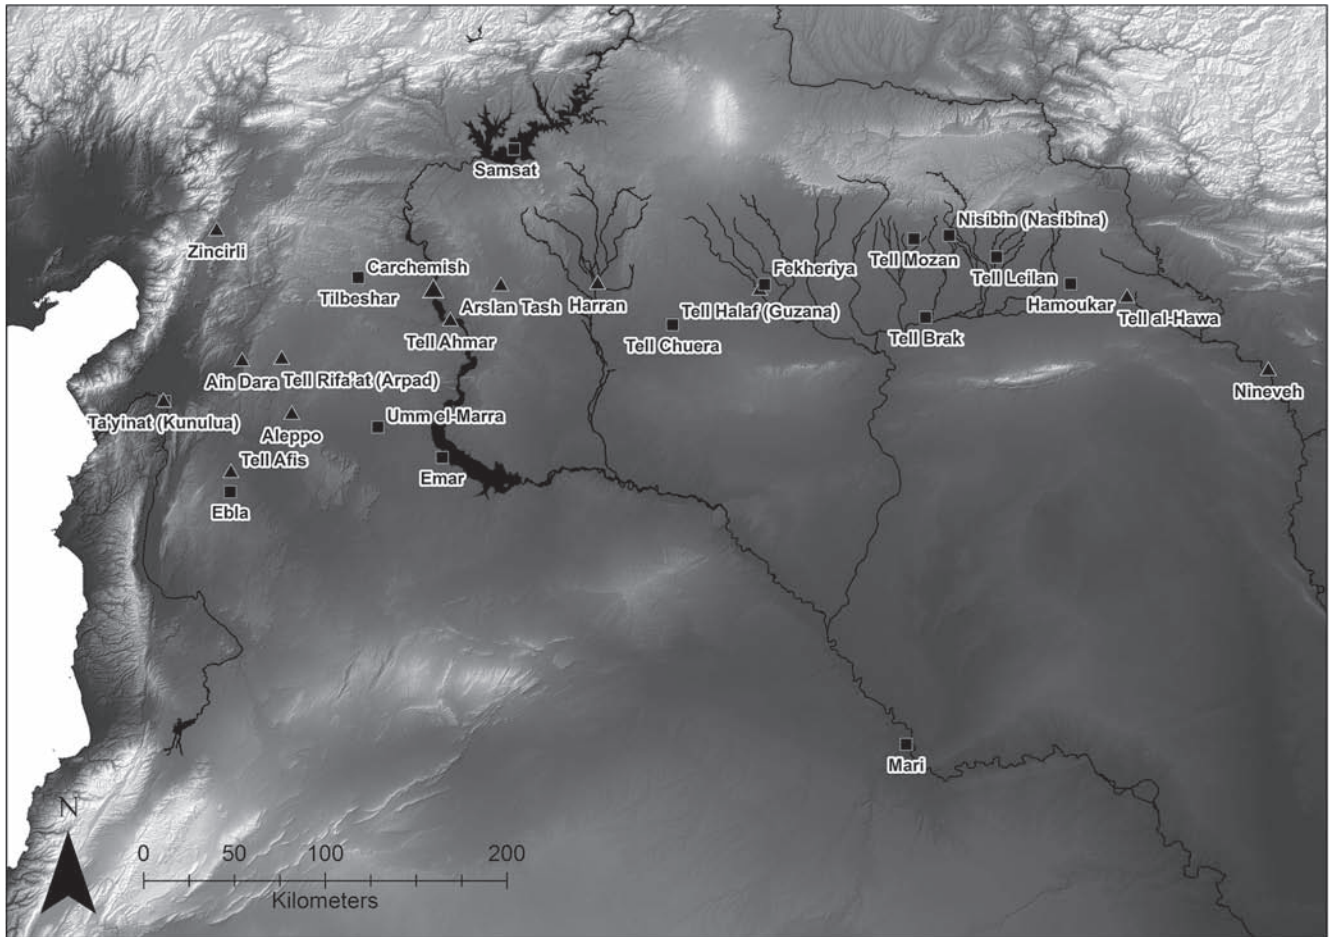 Samsat
Nisibin (Nasibina)
Zincirli
Tell Mozan
Carchemish
Fekheriya
Tell Leilan
Tilbeshar
Arslan Tash
Harran
Tell Halaf (Guzana)
Hamoukar
Tell al-Hawa
Tell Ahmar
Tell Chuera
Tell Brak
Ain Dara
Tell Rifa'at (Arpad)
Nineveh
Ta'yinat (Kunulua)
Umm el-Marra
Aleppo
Tell Afis
Emar
Ebla
Mari
N
0 50 100 200
Kilometers